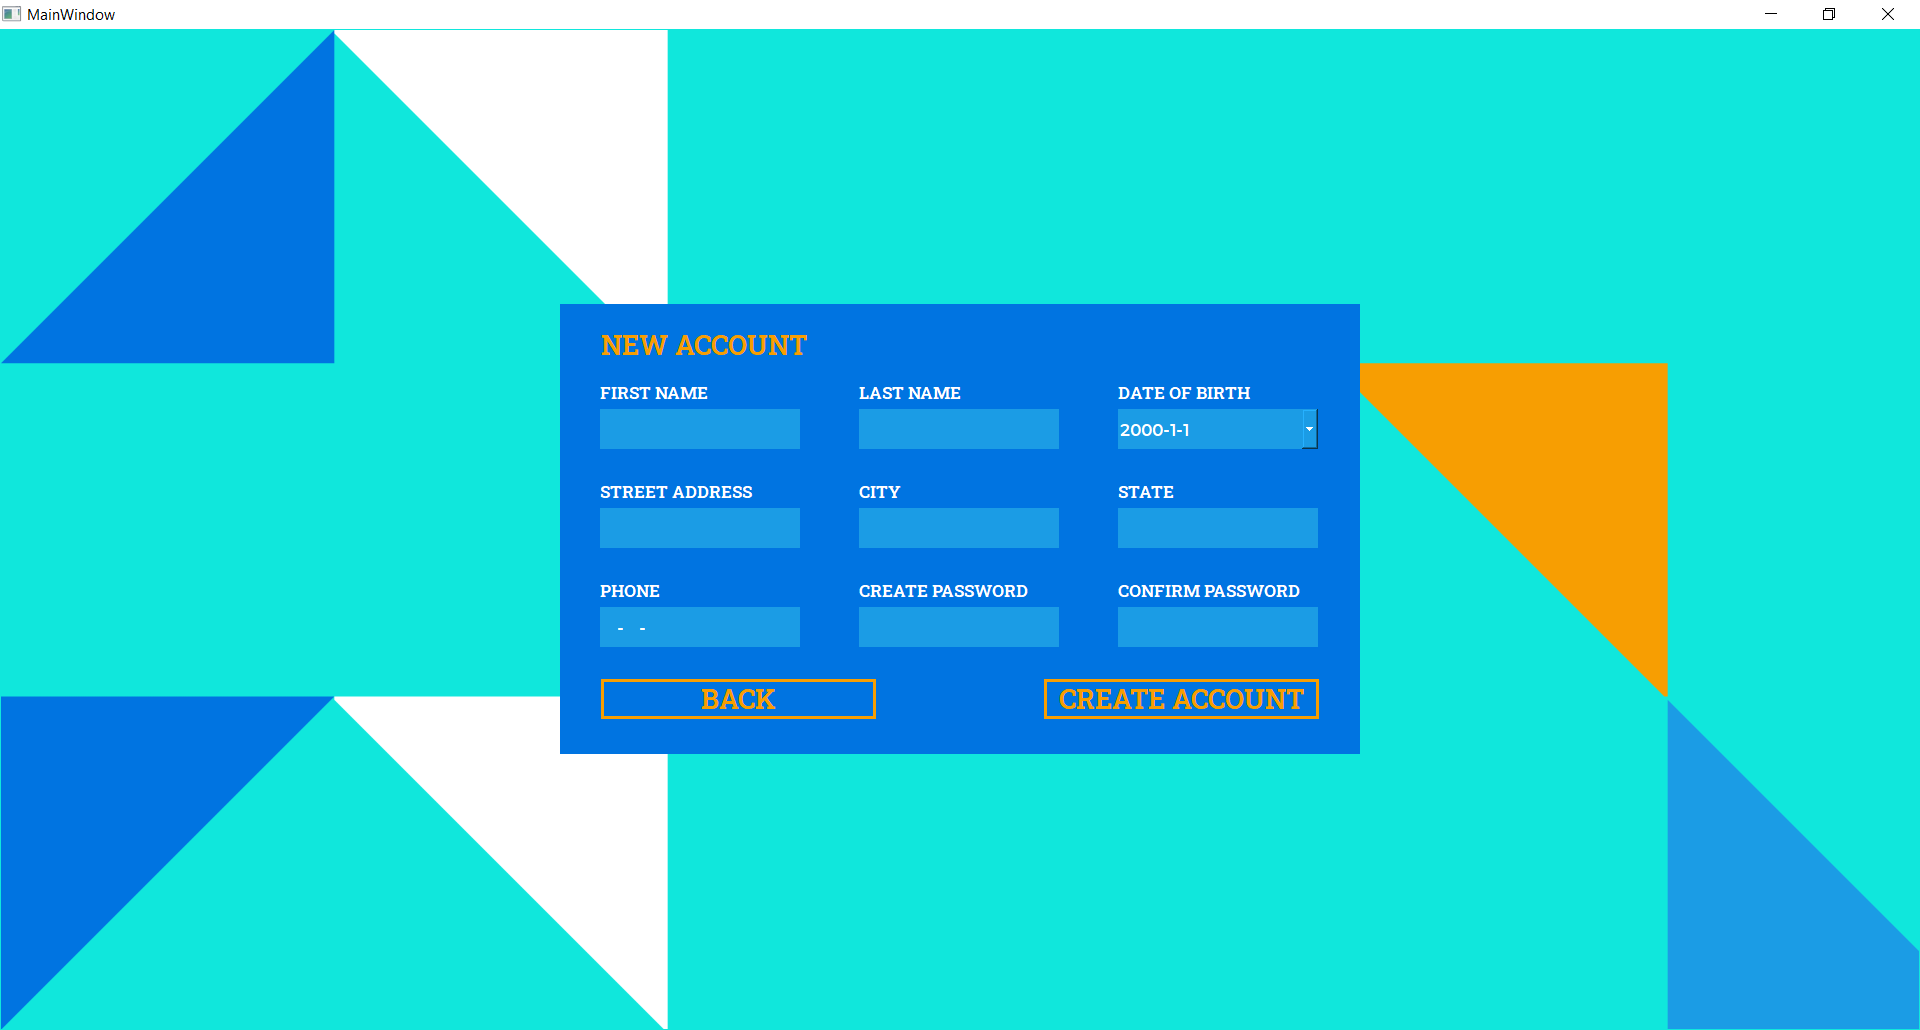 MainWindow
NEW ACCOUNT
FIRST NAME LAST NAME DATE OF BIRTH
2000-1-1
STREET ADDRESS CITY STATE
PHONE CREATE PASSWORD CONFIRM PASSWORD
- -
BACK CREATE ACCOUNT